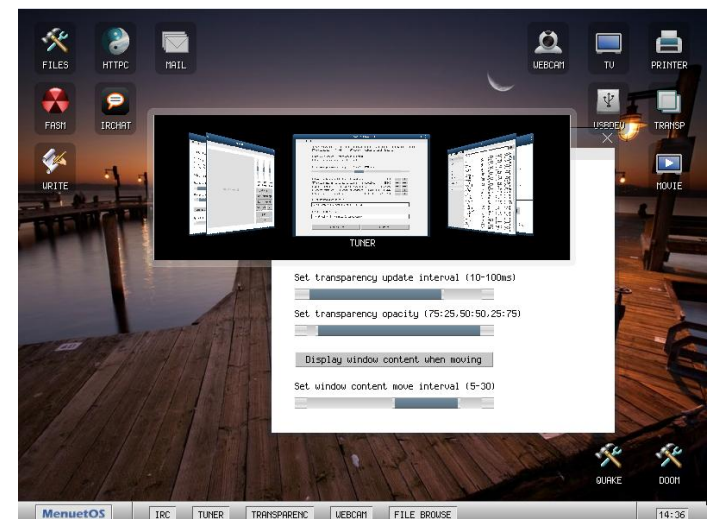 FILES
HTTPC
MAIL
WEBCAM
TV
PRINTER
FASM
IRCHAT
USBDEV
TRANSP
WRITE
MOVIE
TUNER
Set transparency update interval (10-100ms)
Set transparency opacity (75:25,50:50,25:75)
Display window content when moving
Set window content move interval (5-30)
QUAKE
DOOM
MenuetOS
IRC
TUNER
TRANSPARENC
WEBCAM
FILE BROWSE
14:36